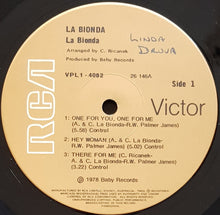 LA BIONDA
La Bionda
LINDA
Arranged by C. Ricanek
Produced by Baby Records
VPL1-4082
26 146A
Side 1
RCA
Victor
1. ONE FOR YOU, ONE FOR ME
(A. & C. La Bionda-R.W. Palmer James)
(5.58) Control
2. HEY WOMAN (A. & C. La Bionda-
R.W. Palmer James)
(5.32) Control
3. THERE FOR ME (C. Ricanek-
A. & C. La Bionda-R.W. Palmer James)
(3.22) Control
℗ 1978 Baby Records